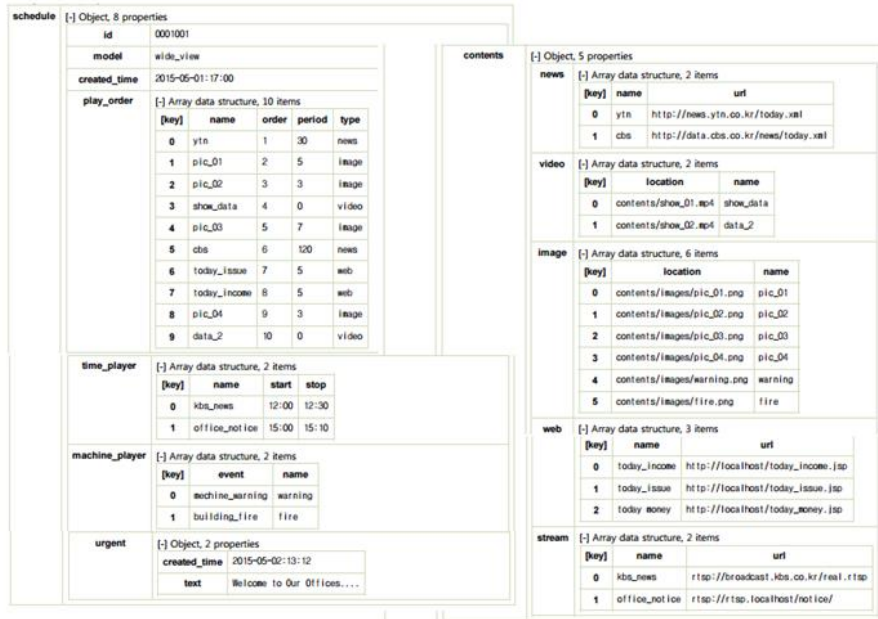 schedule [-] Object, 8 properties
id 0001001
model wide_view
created_time 2015-05-01:17:00
play_order [-] Array data structure, 10 items
[key] name order period type
0 ytn 1 30 news
1 pic_01 2 5 image
2 pic_02 3 3 image
3 show_data 4 0 video
4 pic_03 5 7 image
5 cbs 6 120 news
6 today_issue 7 5 web
7 today_income 8 5 web
8 pic_04 9 3 image
9 data_2 10 0 video
time_player [-] Array data structure, 2 items
[key] name start stop
0 kbs_news 12:00 12:30
1 office_notice 15:00 15:10
machine_player [-] Array data structure, 2 items
[key] event name
0 mechine_warning warning
1 building_fire fire
urgent [-] Object, 2 properties
created_time 2015-05-02:13:12
text Welcome to Our Offices....
contents [-] Object, 5 properties
news [-] Array data structure, 2 items
[key] name url
0 ytn http://news.ytn.co.kr/today.xml
1 cbs http://data.cbs.co.kr/news/today.xml
video [-] Array data structure, 2 items
[key] location name
0 contents/show_01.mp4 show_data
1 contents/show_02.mp4 data_2
image [-] Array data structure, 6 items
[key] location name
0 contents/images/pic_01.png pic_01
1 contents/images/pic_02.png pic_02
2 contents/images/pic_03.png pic_03
3 contents/images/pic_04.png pic_04
4 contents/images/warning.png warning
5 contents/images/fire.png fire
web [-] Array data structure, 3 items
[key] name url
0 today_income http://localhost/today_income.jsp
1 today_issue http://localhost/today_issue.jsp
2 today money http://localhost/today_money.jsp
stream [-] Array data structure, 2 items
[key] name url
0 kbs_news rtsp://broadcast.kbs.co.kr/real.rtsp
1 office_notice rtsp://rtsp.localhost/notice/